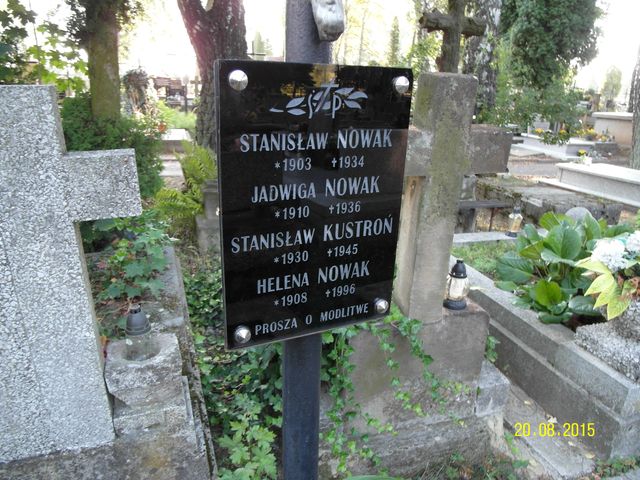 ŚTP
STANISŁAW NOWAK
*1903 +1934
JADWIGA NOWAK
*1910 +1936
STANISŁAW KUSTROŃ
*1930 +1945
HELENA NOWAK
*1908 +1996
PROSZĄ O MODLITWĘ
20.08.2015